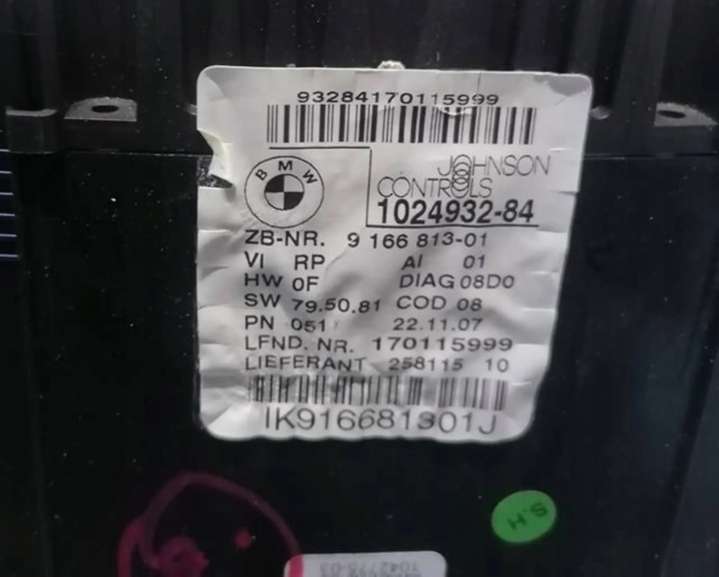 93284170115999
BMW
JOHNSON
CONTROLS
1024932-84
ZB-NR. 9 166 813-01
VI RP AI 01
HW 0F DIAG 08D0
SW 79.50.81 COD 08
PN 051 22.11.07
LFND. NR. 170115999
LIEFERANT 258115 10
IK916681301J
S.H
1042775-03